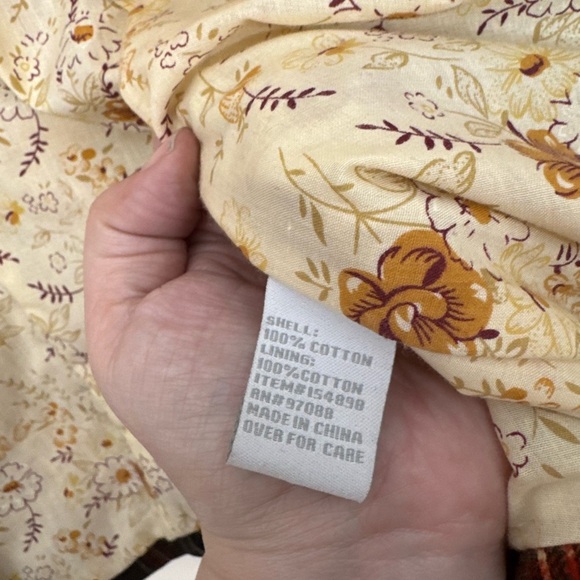 SHELL:
100% COTTON
LINING:
100%COTTON
ITEM#154898
RN#97088
MADE IN CHINA
OVER FOR CARE